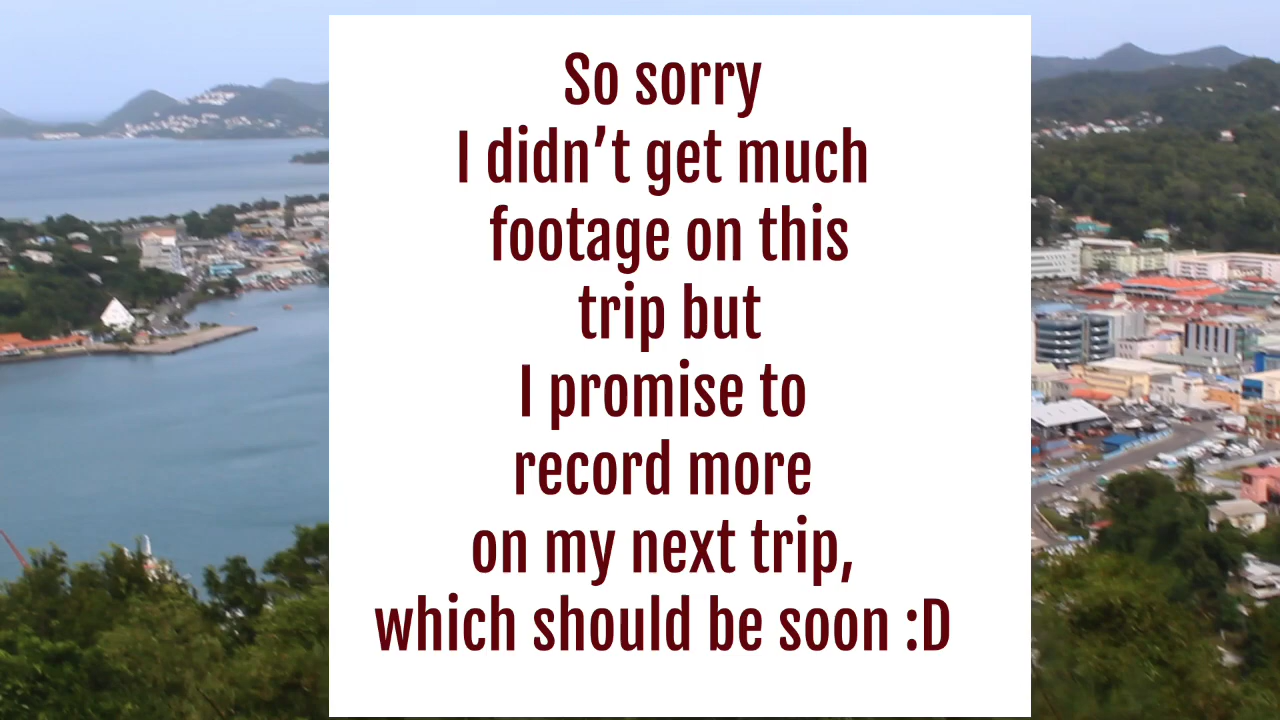 So sorry
I didn’t get much
footage on this
trip but
I promise to
record more
on my next trip,
which should be soon :D